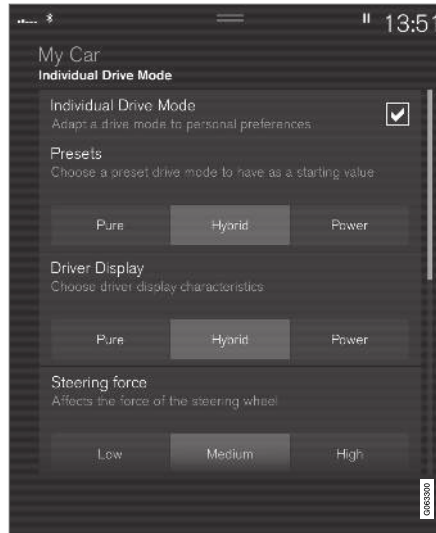 13:51
My Car
Individual Drive Mode
Individual Drive Mode
Adapt a drive mode to personal preferences
Presets
Choose a preset drive mode to have as a starting value
Pure Hybrid Power
Driver Display
Choose driver display characteristics
Pure Hybrid Power
Steering force
Affects the force of the steering wheel
Low Medium High
G063300